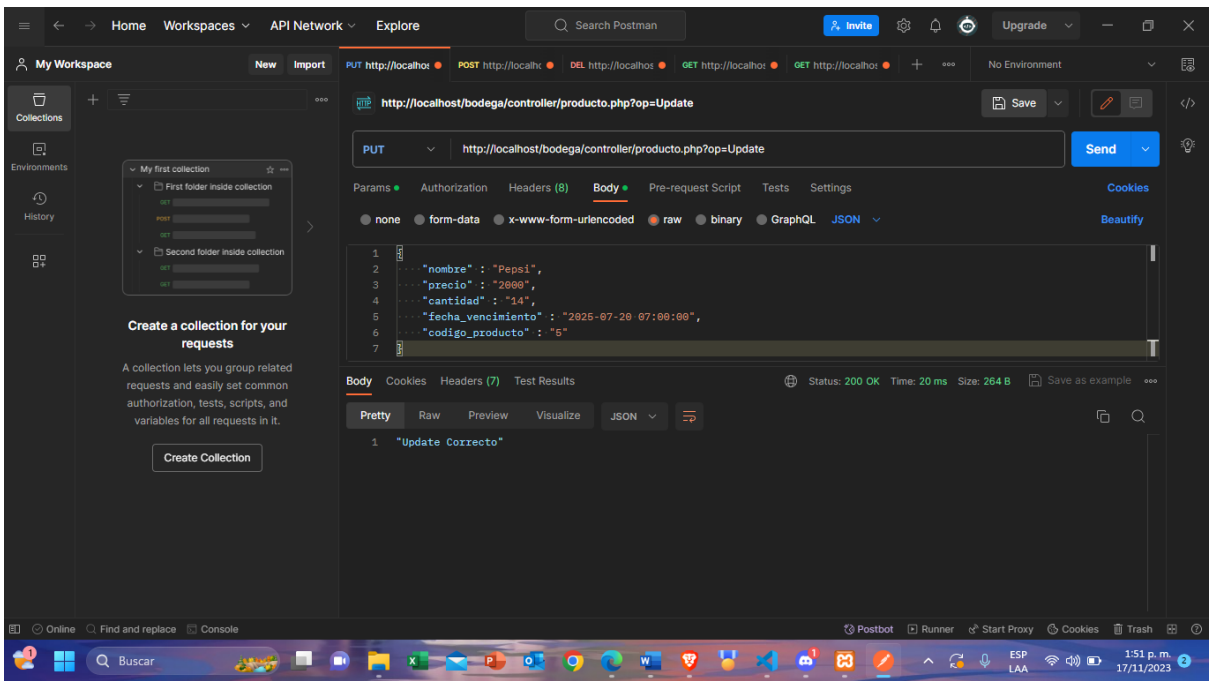 Home Workspaces API Network Explore Search Postman Invite Upgrade
My Workspace New Import PUT http://localhos POST http://localhc DEL http://localhos GET http://localhos GET http://localhos No Environment
Collections
Environments
History
My first collection
First folder inside collection
GET
POST
GET
Second folder inside collection
GET
GET
Create a collection for your
requests
A collection lets you group related
requests and easily set common
authorization, tests, scripts, and
variables for all requests in it.
Create Collection
HTTP http://localhost/bodega/controller/producto.php?op=Update Save
PUT http://localhost/bodega/controller/producto.php?op=Update Send
Params Authorization Headers (8) Body Pre-request Script Tests Settings Cookies
none form-data x-www-form-urlencoded raw binary GraphQL JSON Beautify
1 {
2 "nombre" : "Pepsi",
3 "precio" : "2000",
4 "cantidad" : "14",
5 "fecha_vencimiento" : "2025-07-20 07:00:00",
6 "codigo_producto" : "5"
7 }
Body Cookies Headers (7) Test Results Status: 200 OK Time: 20 ms Size: 264 B Save as example
Pretty Raw Preview Visualize JSON
1 "Update Correcto"
Online Find and replace Console Postbot Runner Start Proxy Cookies Trash
1 Buscar ESP 1:51 p. m.
LAA 17/11/2023 2